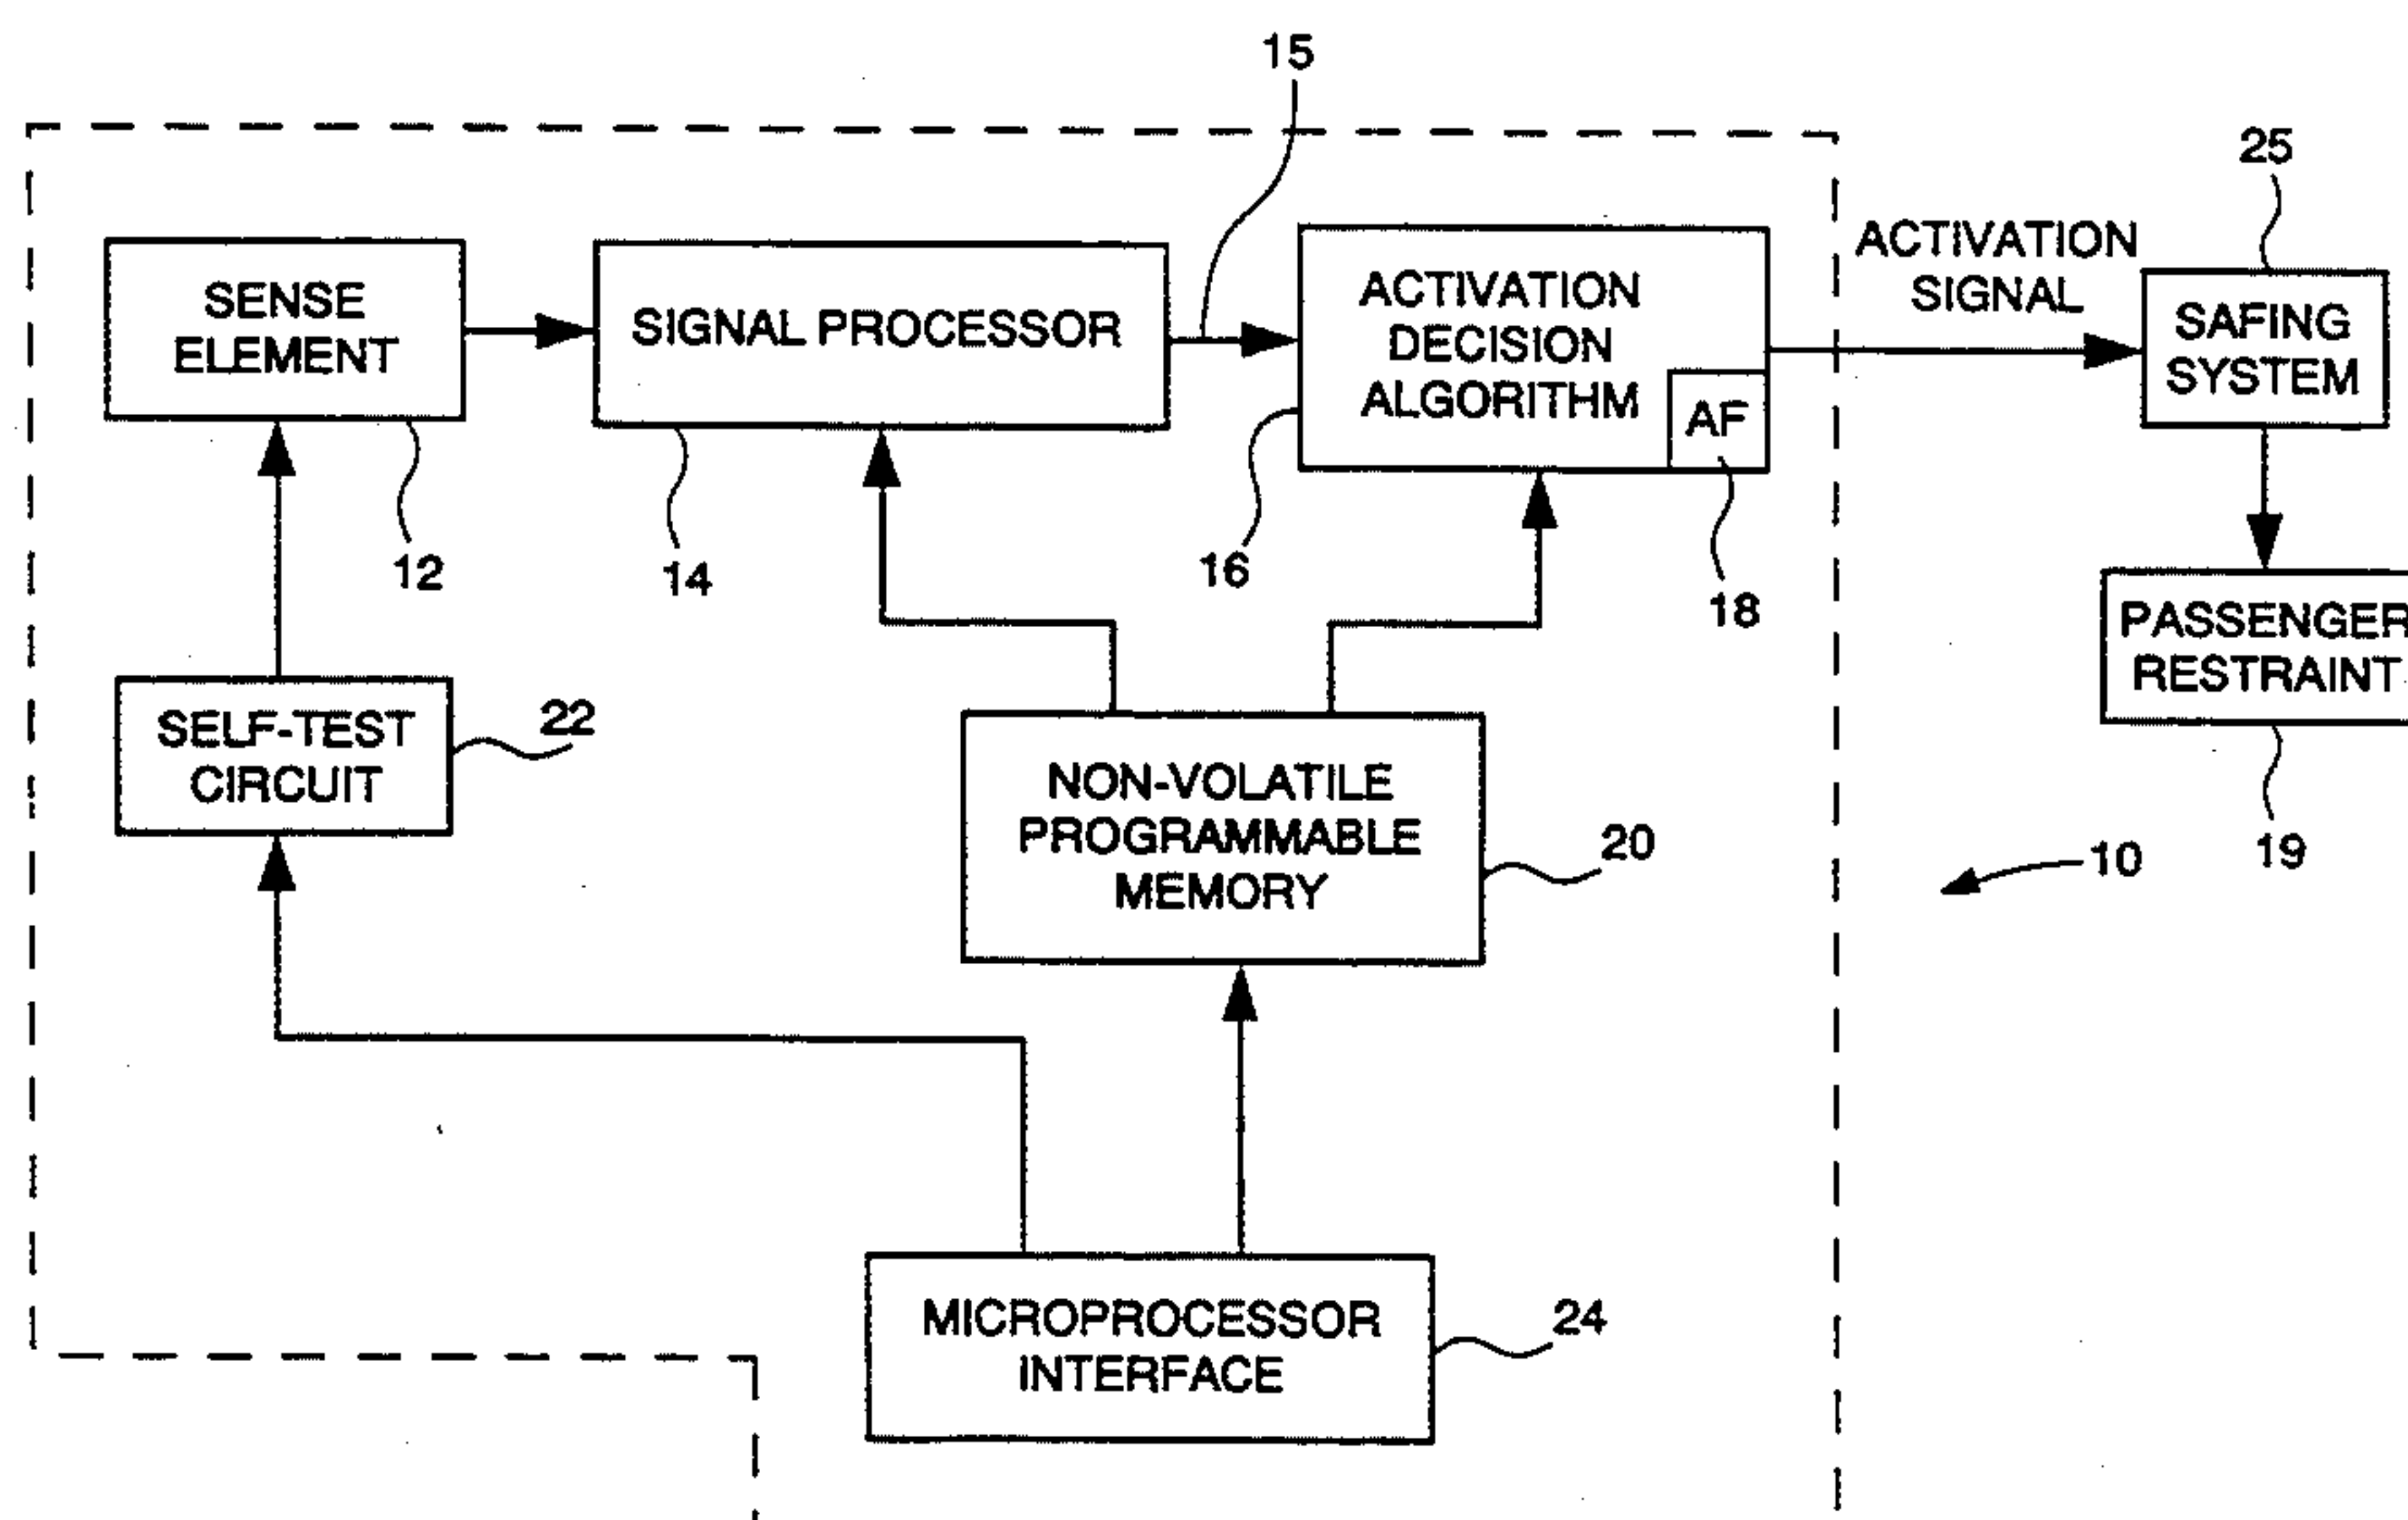 15
25
ACTIVATION
SIGNAL
SENSE
ELEMENT
SIGNAL PROCESSOR
ACTIVATION
DECISION
ALGORITHM
AF
SAFING
SYSTEM
12
14
16
18
PASSENGER
RESTRAINT
SELF-TEST
CIRCUIT
22
NON-VOLATILE
PROGRAMMABLE
MEMORY
20
10
19
MICROPROCESSOR
INTERFACE
24